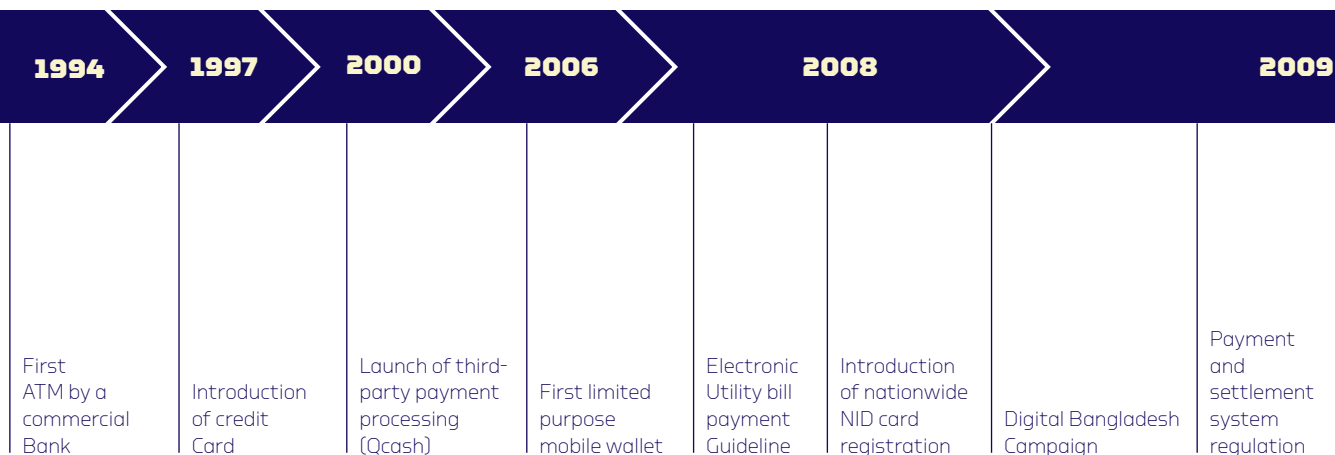 1994
1997
2000
2006
2008
2009
First
ATM by a
commercial
Bank
Introduction
of credit
Card
Launch of third-
party payment
processing
(Qcash)
First limited
purpose
mobile wallet
Electronic
Utility bill
payment
Guideline
Introduction
of nationwide
NID card
registration
Digital Bangladesh
Campaign
Payment
and
settlement
system
regulation